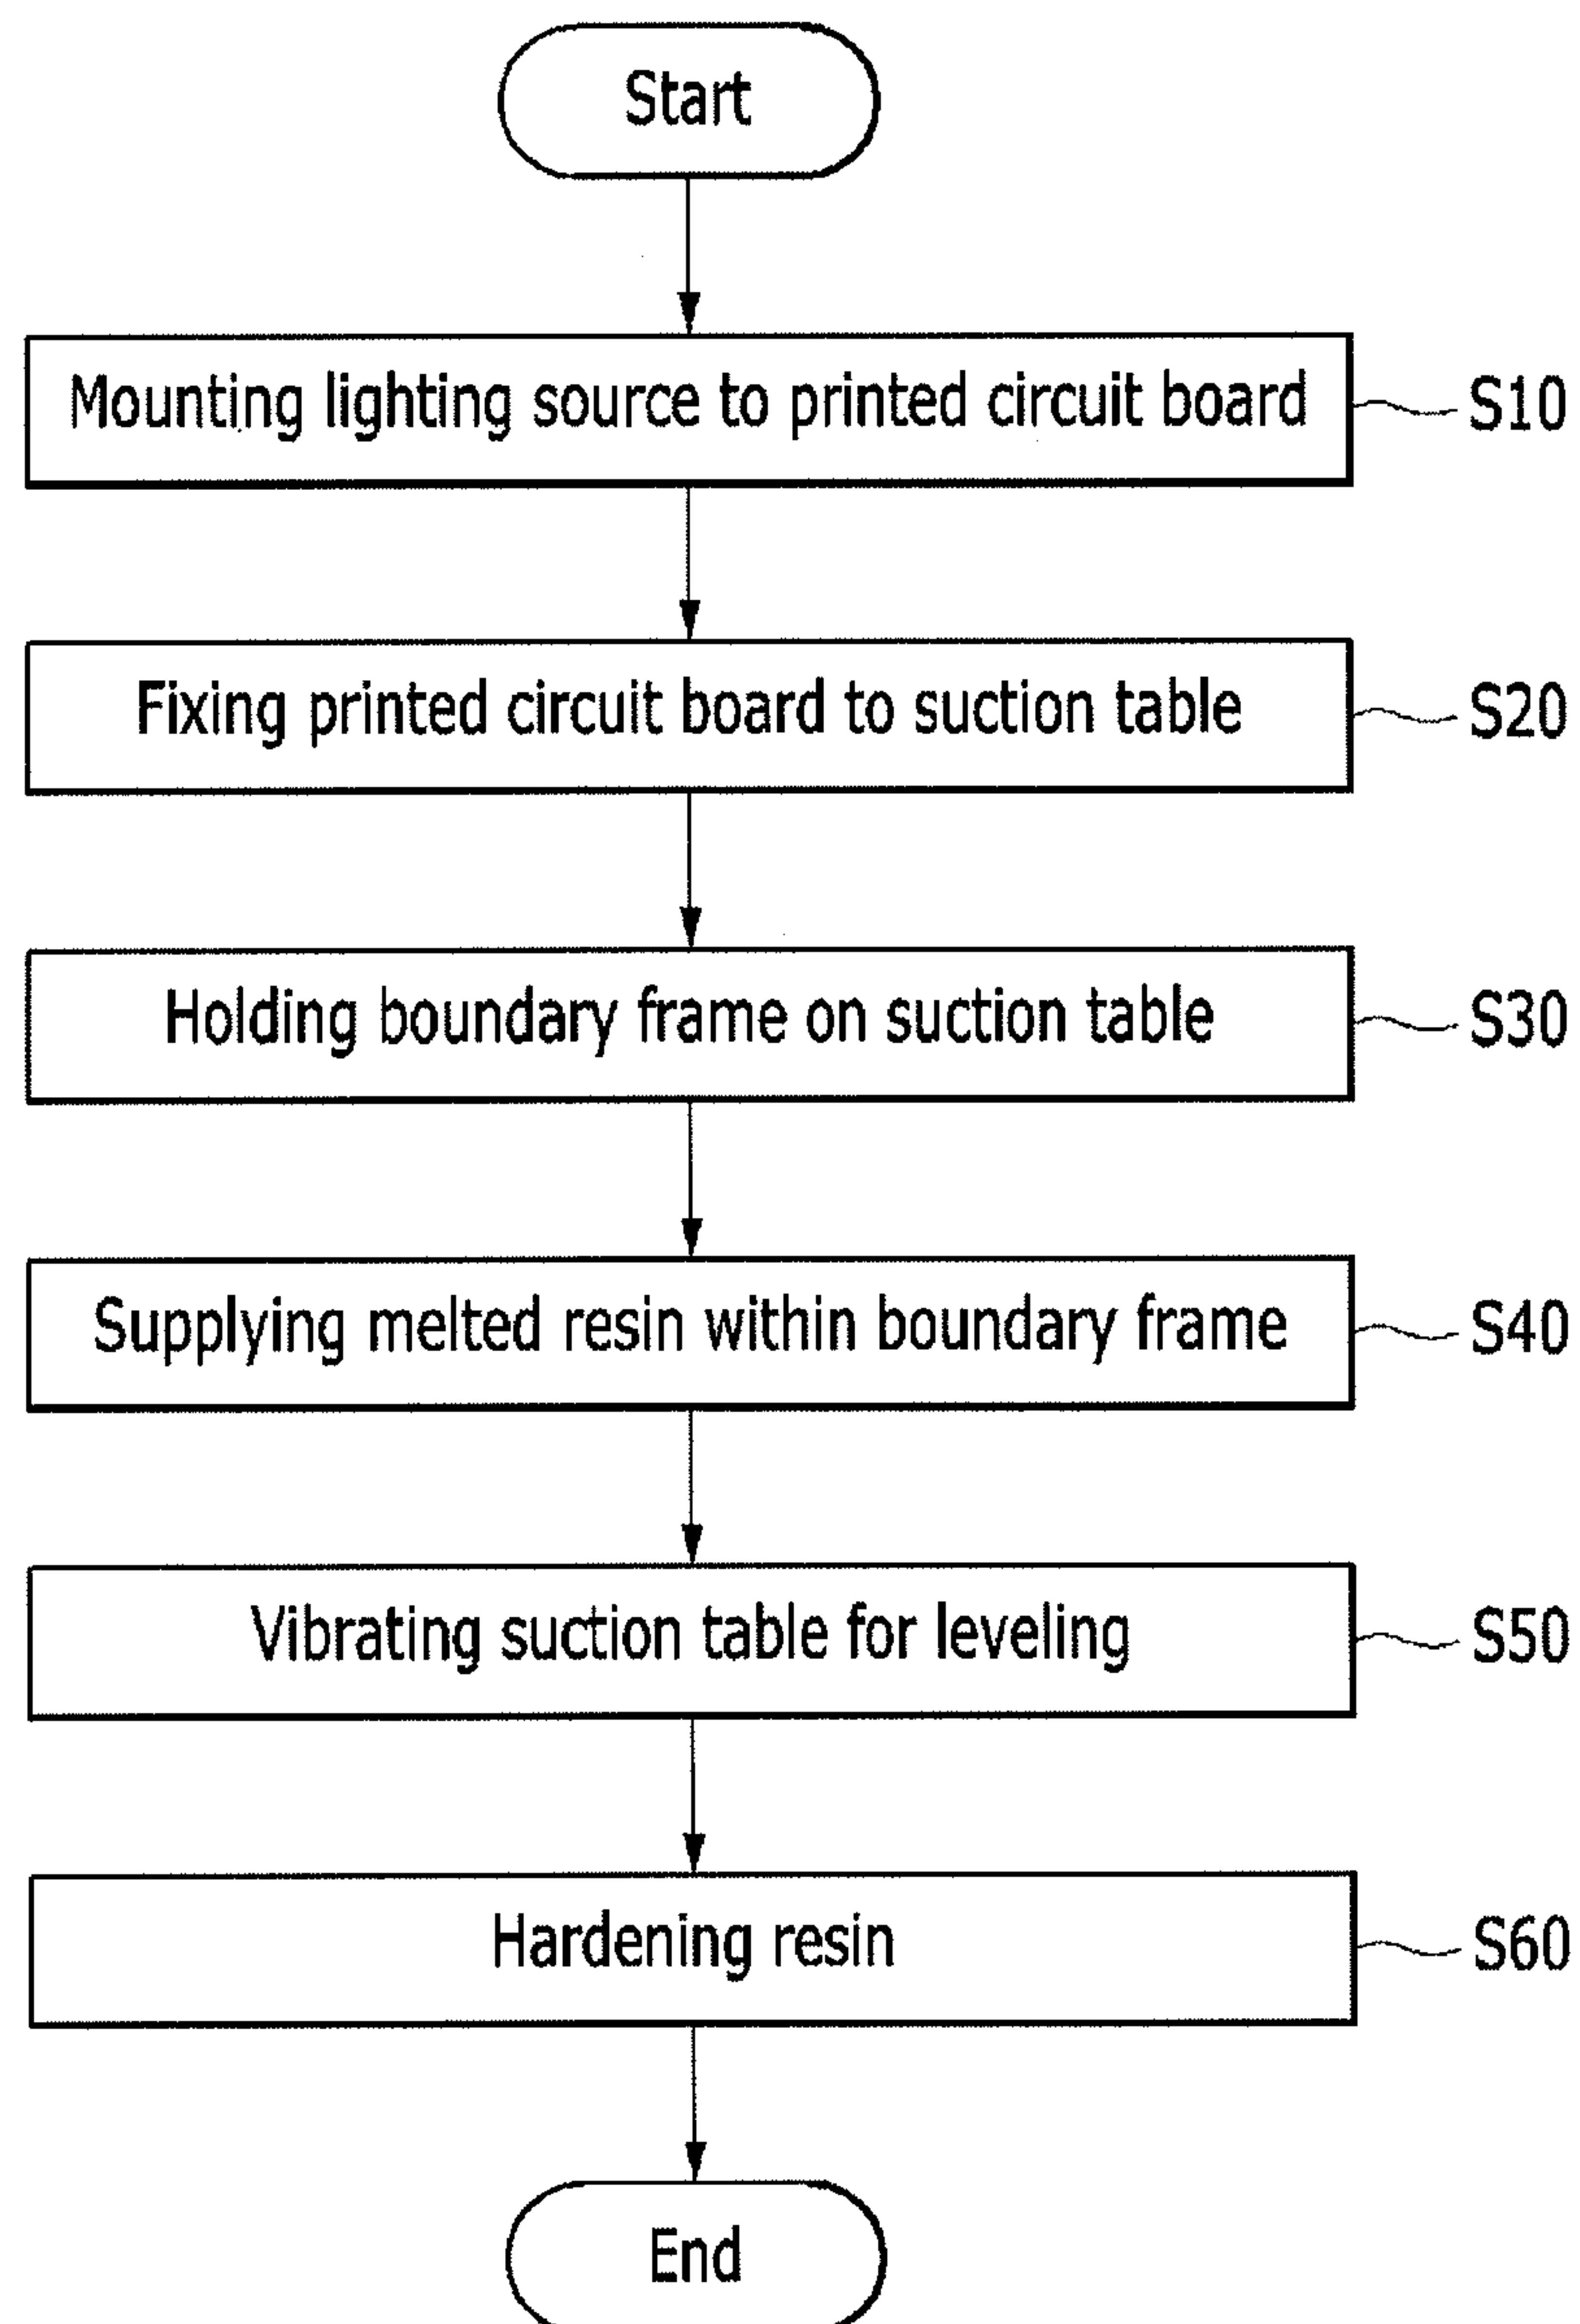 Start
Mounting lighting source to printed circuit board S10
Fixing printed circuit board to suction table S20
Holding boundary frame on suction table S30
Supplying melted resin within boundary frame S40
Vibrating suction table for leveling S50
Hardening resin S60
End